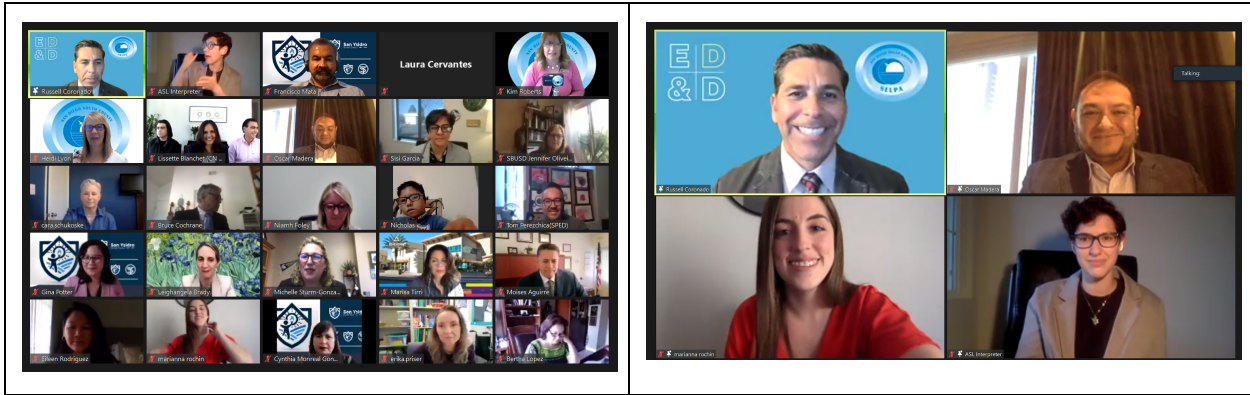 E D
& D
San Ysidro
Laura Cervantes
Russell Coronado
ASL Interpreter
Francisco Mata
Kim Roberts
Heidi Lyon
Lissette Blanchet (CN ...
Oscar Madera
Sisi Garcia
SBUSD Jennifer Olivei...
cara.schukoske
Bruce Cochrane
Niamh Foley
Nicholas
Tom Perezchica(SPED)
San Ysidro
Gina Potter
Leighangela Brady
Michelle Sturm-Gonza...
Marisa Tirri
Moises Aguirre
San Ysidro
Eileen Rodriguez
marianna rochin
Cynthia Monreal Gon...
erika.priser
Bertha Lopez
E D
& D
SELPA
Talking:
Russell Coronado
Oscar Madera
marianna rochin
ASL Interpreter